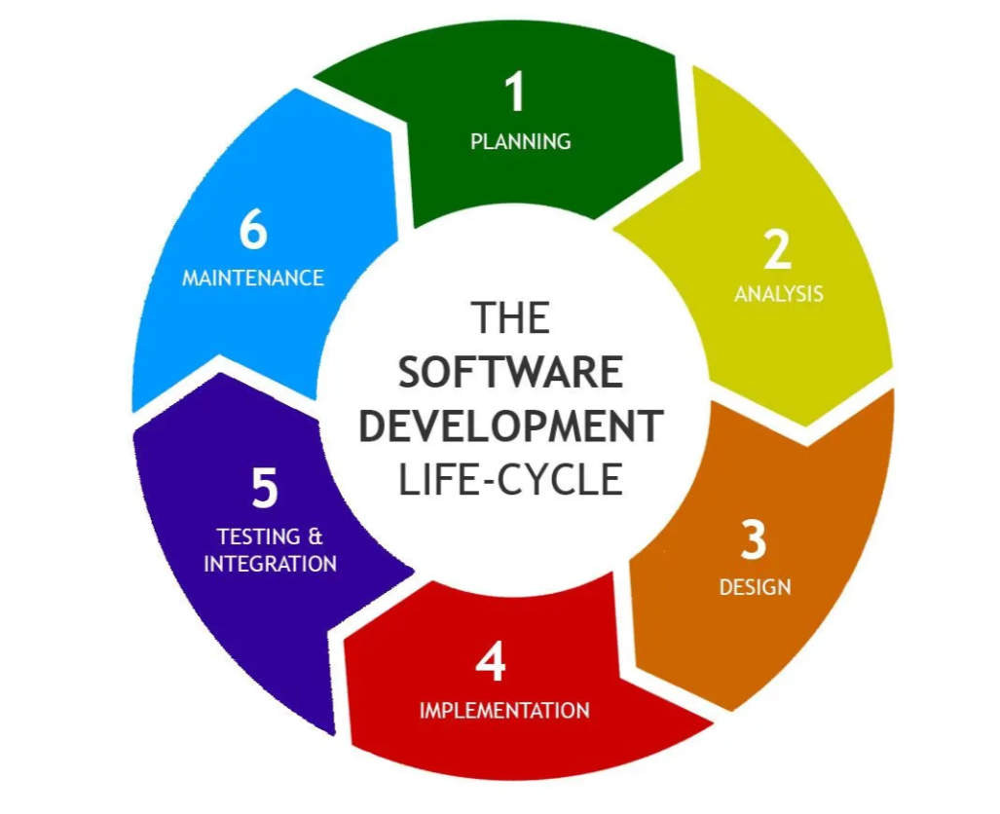 THE
SOFTWARE
DEVELOPMENT
LIFE-CYCLE
1
PLANNING
2
ANALYSIS
3
DESIGN
4
IMPLEMENTATION
5
TESTING &
INTEGRATION
6
MAINTENANCE